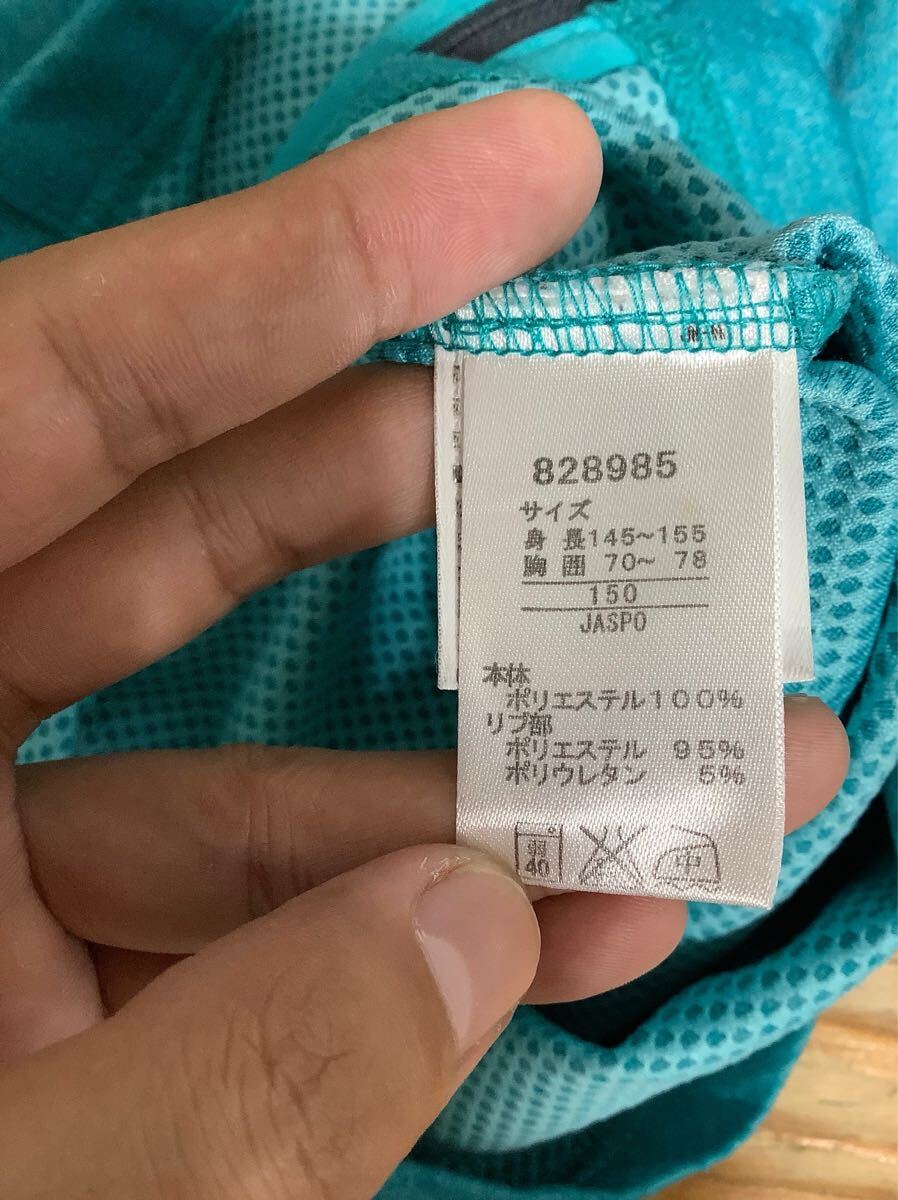 828985
サイズ
身長145～155
胸囲 70～ 78
150
JASPO
本体
ポリエステル100%
リブ部
ポリエステル 95%
ポリウレタン 5%
弱 40 中